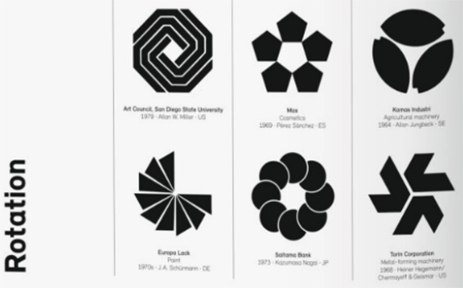 Rotation
Art Council, San Diego State University
1979 · Allan W. Miller · US
Max
Cosmetics
1969 · Pérez Sánchez · ES
Kamas Industri
Agricultural machinery
1964 · Allan Jungbeck · SE
Europa Lack
Paint
1970s · J.A. Schürmann · DE
Saitama Bank
1973 · Kazumasa Nagai · JP
Torin Corporation
Metal-forming machinery
1966 · Heiner Hegemann/
Chermayeff & Geismar · US